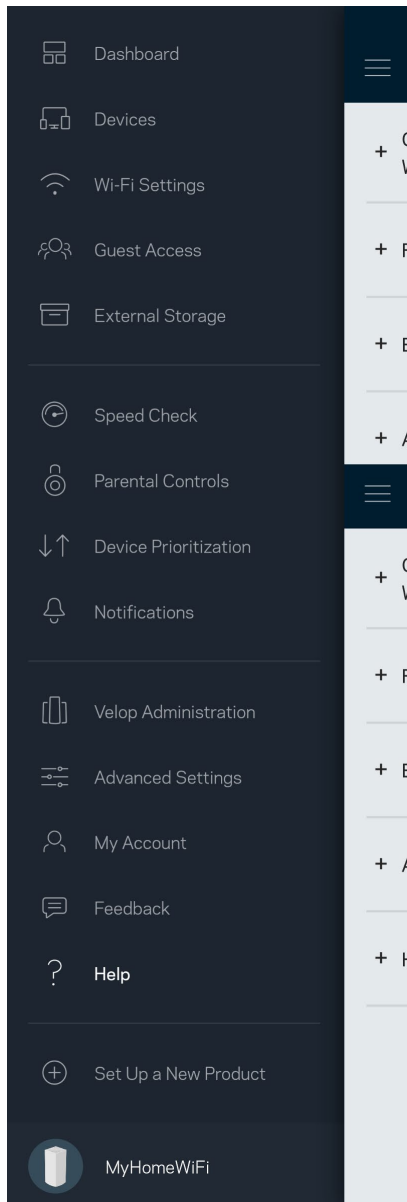 Dashboard
Devices
Wi-Fi Settings
Guest Access
External Storage
Speed Check
Parental Controls
Device Prioritization
Notifications
Velop Administration
Advanced Settings
My Account
Feedback
Help
Set Up a New Product
MyHomeWiFi